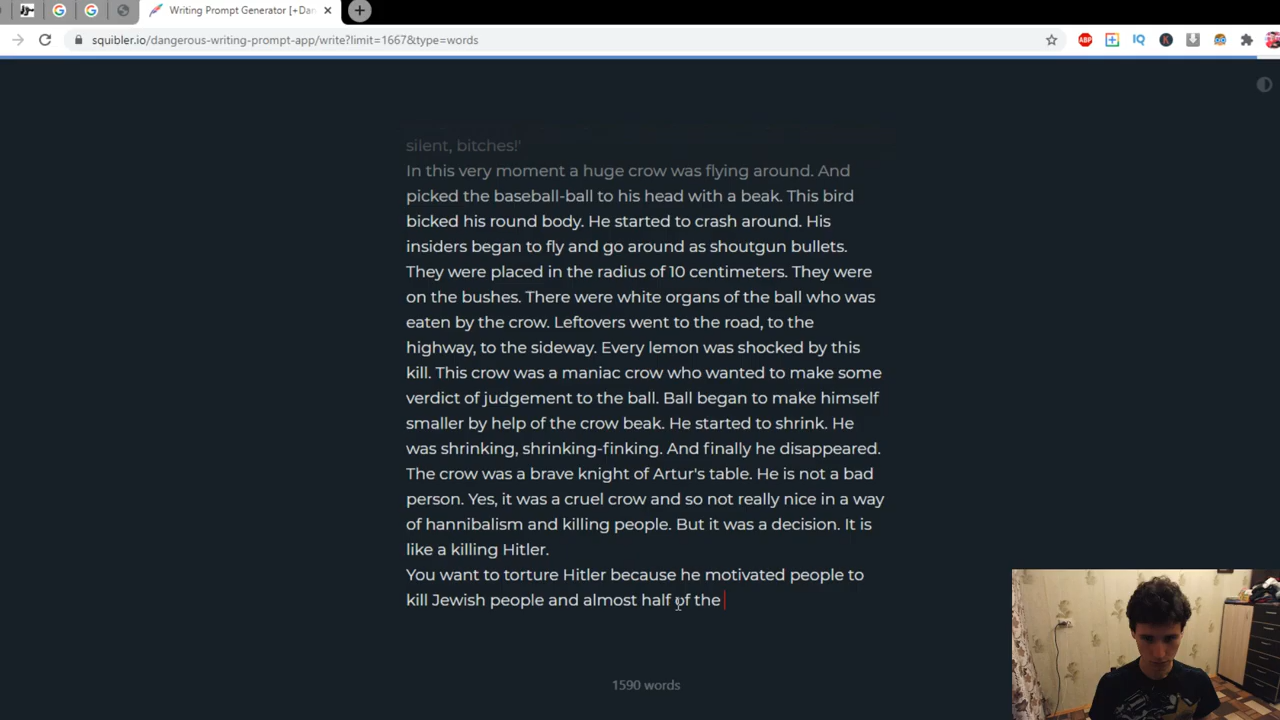 Writing Prompt Generator [+Dan
squibler.io/dangerous-writing-prompt-app/write?limit=1667&type=words
ABP
IQ
K
silent, bitches!'
In this very moment a huge crow was flying around. And
picked the baseball-ball to his head with a beak. This bird
bicked his round body. He started to crash around. His
insiders began to fly and go around as shoutgun bullets.
They were placed in the radius of 10 centimeters. They were
on the bushes. There were white organs of the ball who was
eaten by the crow. Leftovers went to the road, to the
highway, to the sideway. Every lemon was shocked by this
kill. This crow was a maniac crow who wanted to make some
verdict of judgement to the ball. Ball began to make himself
smaller by help of the crow beak. He started to shrink. He
was shrinking, shrinking-finking. And finally he disappeared.
The crow was a brave knight of Artur's table. He is not a bad
person. Yes, it was a cruel crow and so not really nice in a way
of hannibalism and killing people. But it was a decision. It is
like a killing Hitler.
You want to torture Hitler because he motivated people to
kill Jewish people and almost half of the
1590 words